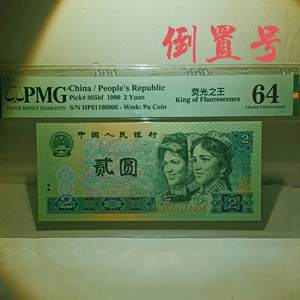 倒置号
PMG
PAPER MONEY GUARANTY
China / People's Republic
Pick# 885bf 1990 2 Yuan
S/N HP61160906 - Wmk: Pu Coin
荧光之王
King of Fluorescence
64
Choice Uncirculated
中国人民银行
贰圆
2
2
HP61160906